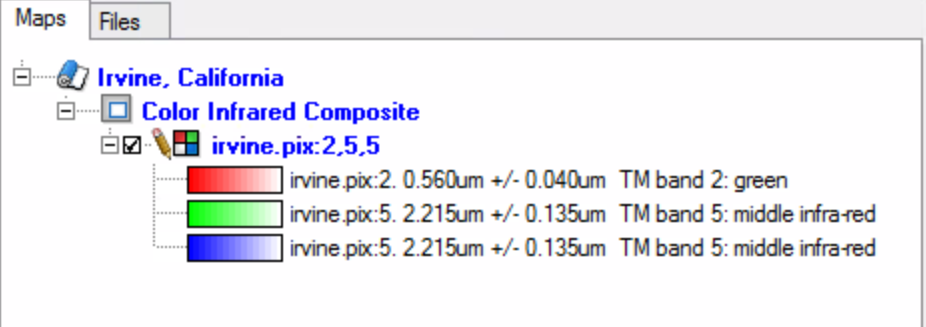 Maps Files
Irvine, California
Color Infrared Composite
irvine.pix:2,5,5
irvine.pix:2. 0.560um +/- 0.040um TM band 2: green
irvine.pix:5. 2.215um +/- 0.135um TM band 5: middle infra-red
irvine.pix:5. 2.215um +/- 0.135um TM band 5: middle infra-red